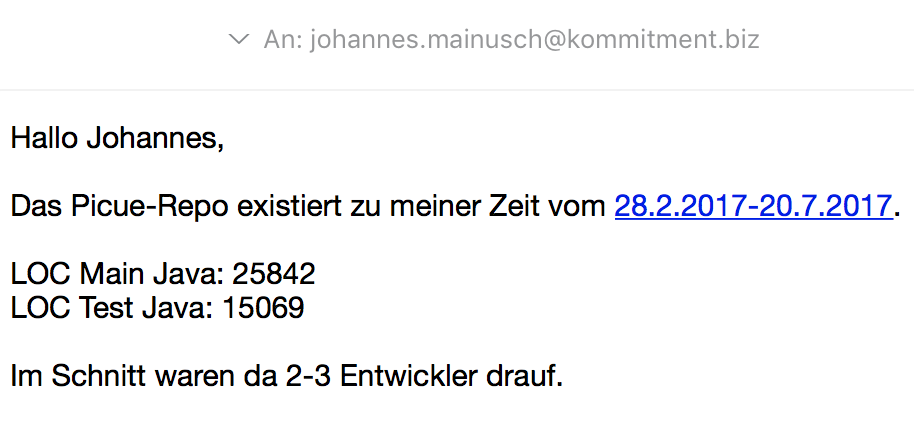 An: johannes.mainusch@kommitment.biz
Hallo Johannes,
Das Picue-Repo existiert zu meiner Zeit vom 28.2.2017-20.7.2017.
LOC Main Java: 25842
LOC Test Java: 15069
Im Schnitt waren da 2-3 Entwickler drauf.